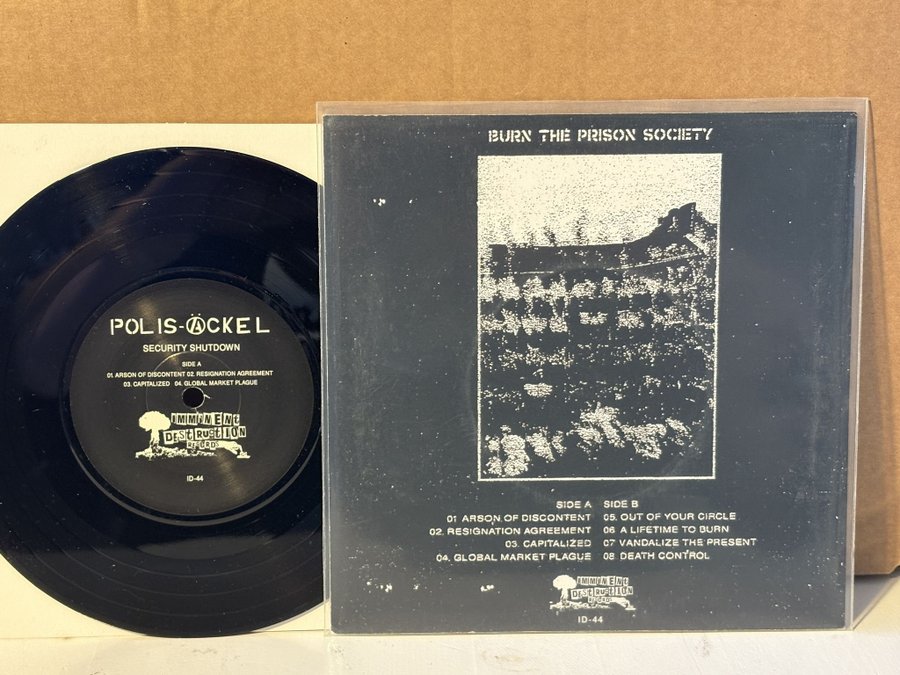 POLIS-ÄCKEL
SECURITY SHUTDOWN
SIDE A
01 ARSON OF DISCONTENT 02. RESIGNATION AGREEMENT
03. CAPITALIZED 04. GLOBAL MARKET PLAGUE
IMMINENT
DESTRUCTION
RECORDS
ID-44
BURN THE PRISON SOCIETY
SIDE A SIDE B
01 ARSON OF DISCONTENT 05. OUT OF YOUR CIRCLE
02. RESIGNATION AGREEMENT 06 A LIFETIME TO BURN
03. CAPITALIZED 07 VANDALIZE THE PRESENT
04. GLOBAL MARKET PLAGUE 08 DEATH CONTROL
IMMINENT
DESTRUCTION
RECORDS
ID-44